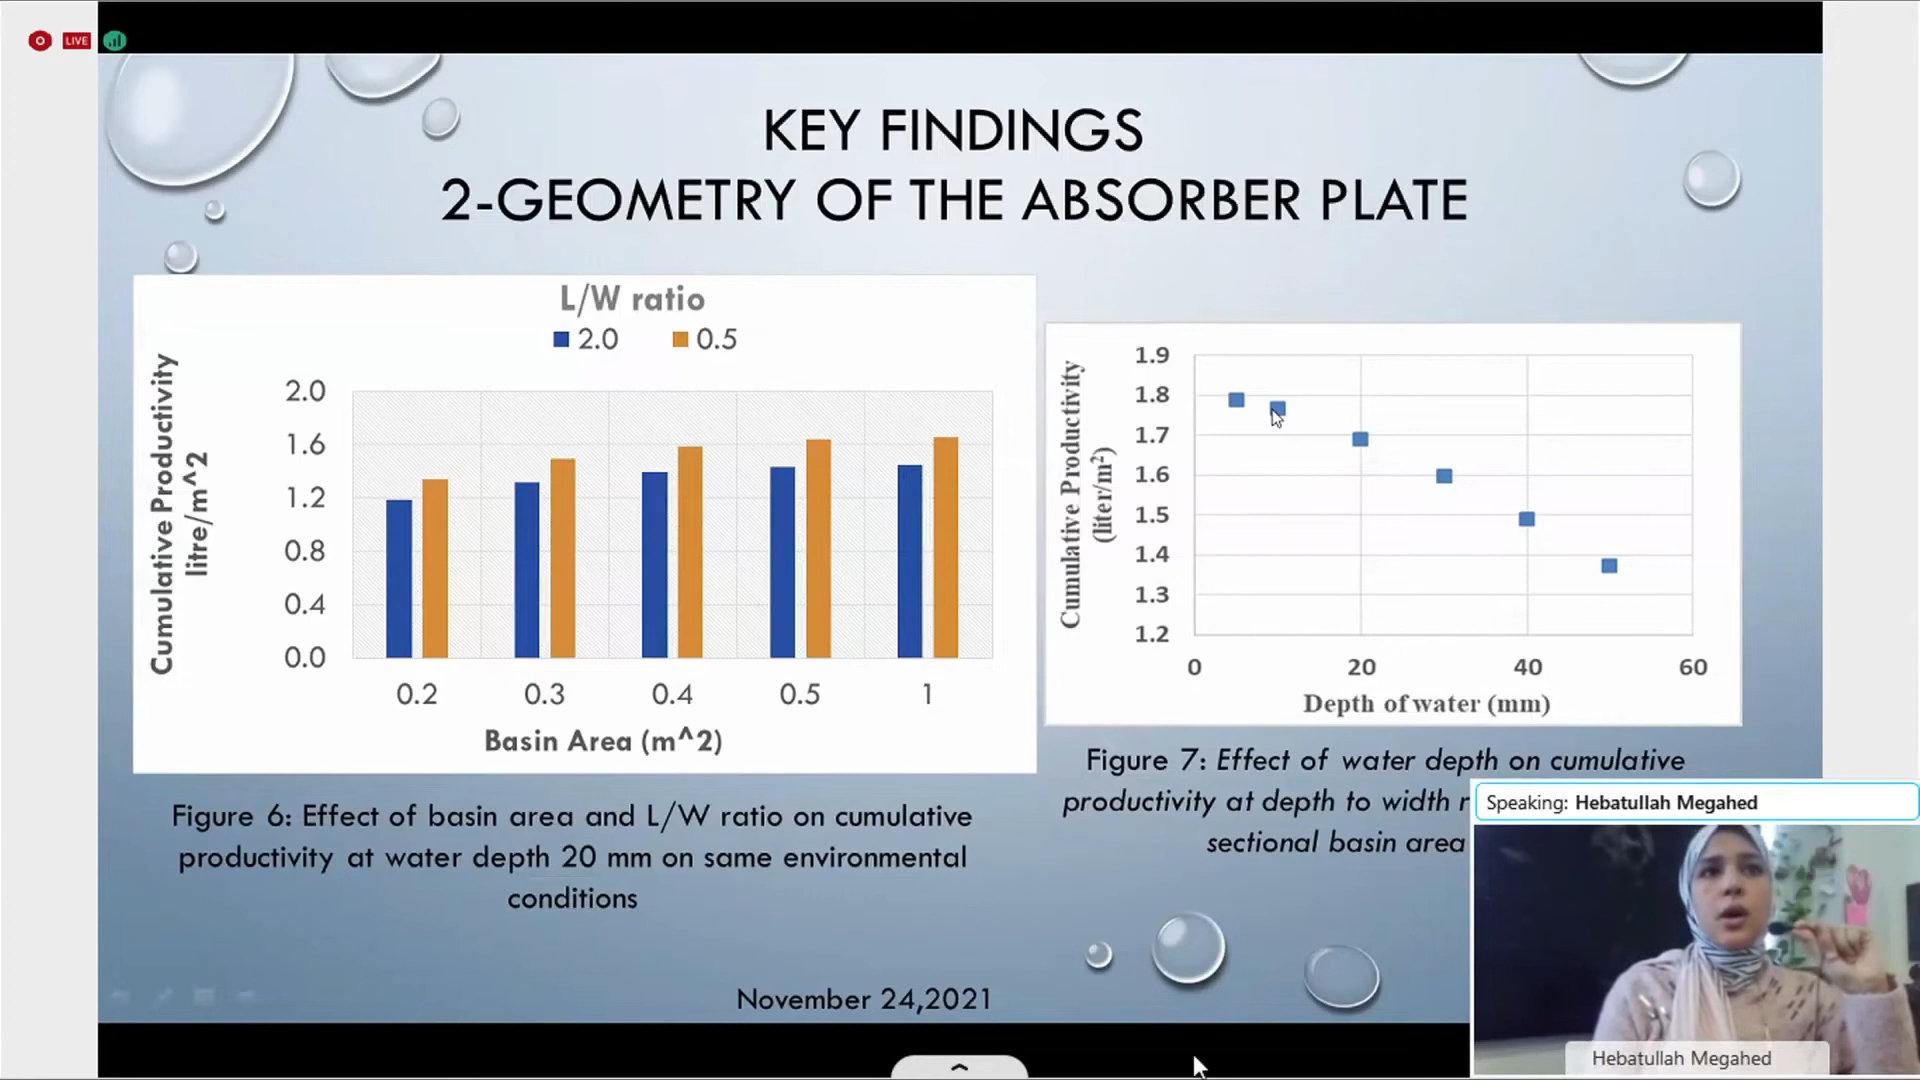 LIVE
KEY FINDINGS
2-GEOMETRY OF THE ABSORBER PLATE
L/W ratio
2.0 0.5
Cumulative Productivity
litre/m^2
2.0
1.6
1.2
0.8
0.4
0.0
0.2 0.3 0.4 0.5 1
Basin Area (m^2)
Figure 6: Effect of basin area and L/W ratio on cumulative
productivity at water depth 20 mm on same environmental
conditions
Cumulative Productivity
(liter/m²)
1.9
1.8
1.7
1.6
1.5
1.4
1.3
1.2
0 20 40 60
Depth of water (mm)
Figure 7: Effect of water depth on cumulative
productivity at depth to width
sectional basin area
November 24,2021
Speaking: Hebatullah Megahed
Hebatullah Megahed